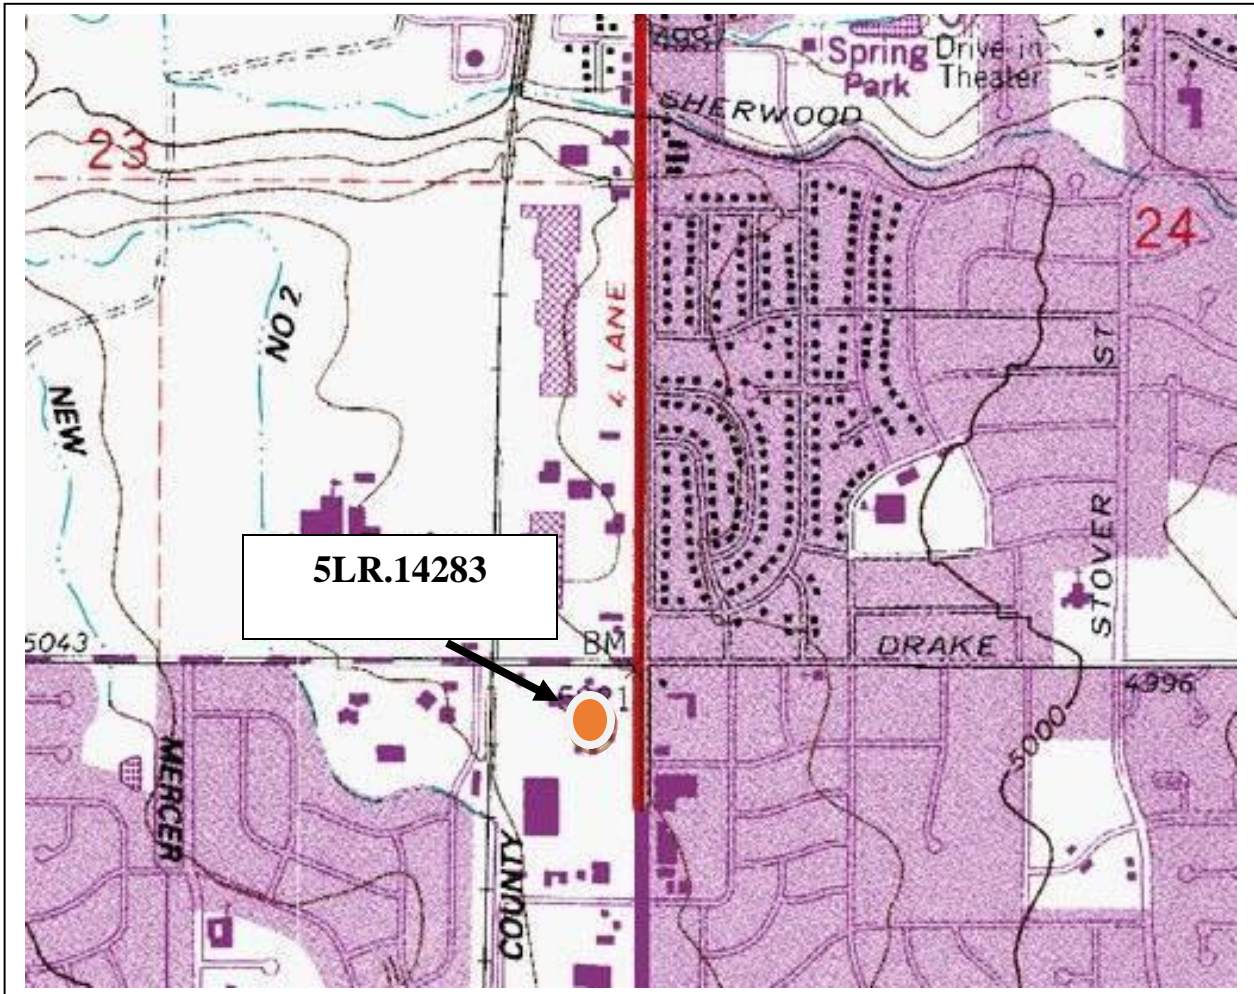 498
Spring
Park
Drive-in
Theater
SHERWOOD
23
24
4 LANE
NO 2
NEW
ST
STOVER
5LR.14283
5043
BM
DRAKE
4996
5000
MERCER
COUNTY